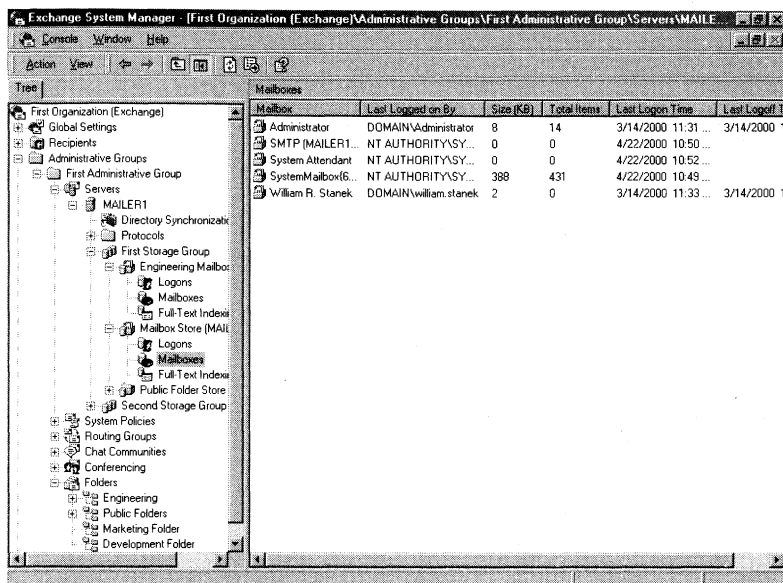 Exchange System Manager - [First Organization (Exchange)\Administrative Groups\First Administrative Group\Servers\MAILE...
Console Window Help
Action View
Tree
First Organization (Exchange)
Global Settings
Recipients
Administrative Groups
First Administrative Group
Servers
MAILER1
Directory Synchronizatio
Protocols
First Storage Group
Engineering Mailbo
Logons
Mailboxes
Full-Text Indexi
Mailbox Store (MAIL
Logons
Mailboxes
Full-Text Indexi
Public Folder Store
Second Storage Group
System Policies
Routing Groups
Chat Communities
Conferencing
Folders
Engineering
Public Folders
Marketing Folder
Development Folder
Mailboxes
Mailbox Last Logged on By Size (KB) Total Items Last Logon Time Last Logoff T
Administrator DOMAIN\Administrator 8 14 3/14/2000 11:31 ... 3/14/2000
SMTP (MAILER1... NT AUTHORITY\SY... 0 0 4/22/2000 10:50 ...
System Attendant NT AUTHORITY\SY... 0 0 4/22/2000 10:52 ...
SystemMailbox{6... NT AUTHORITY\SY... 388 431 4/22/2000 10:49 ...
William R. Stanek DOMAIN\william.stanek 2 0 3/14/2000 11:33 ... 3/14/2000 1